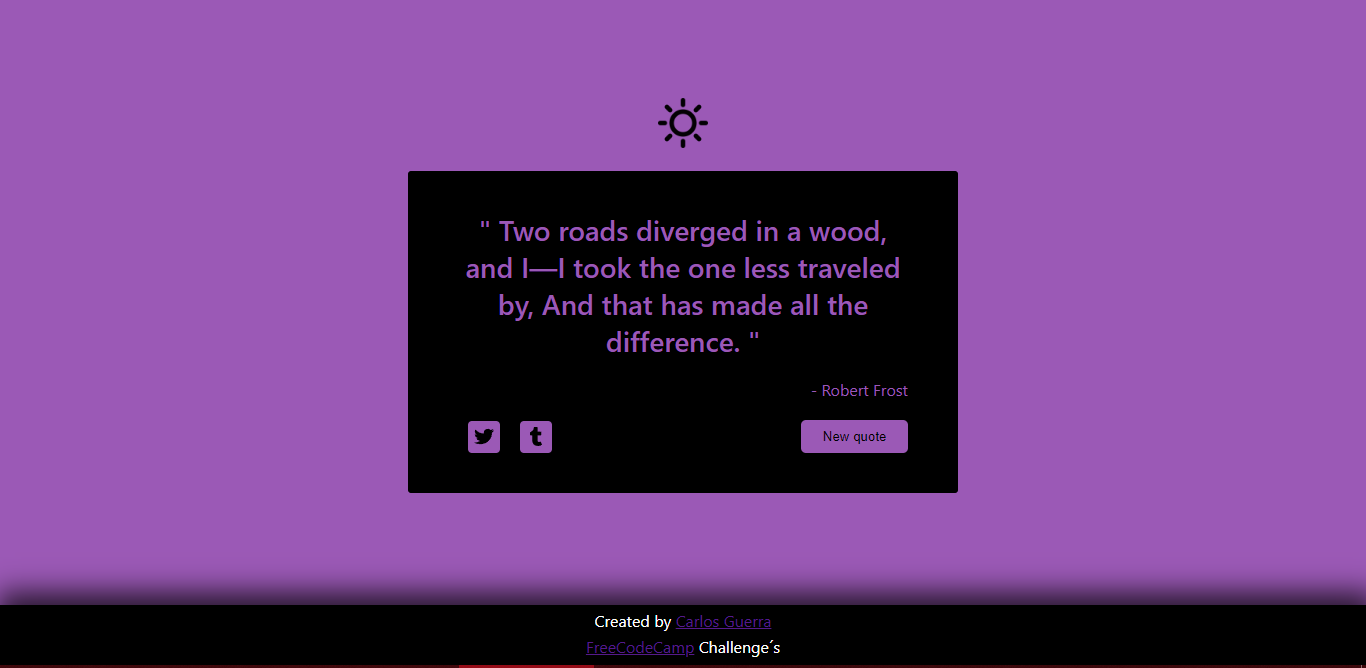 " Two roads diverged in a wood,
and I—I took the one less traveled
by, And that has made all the
difference. "
- Robert Frost
New quote
Created by Carlos Guerra
FreeCodeCamp Challenge´s